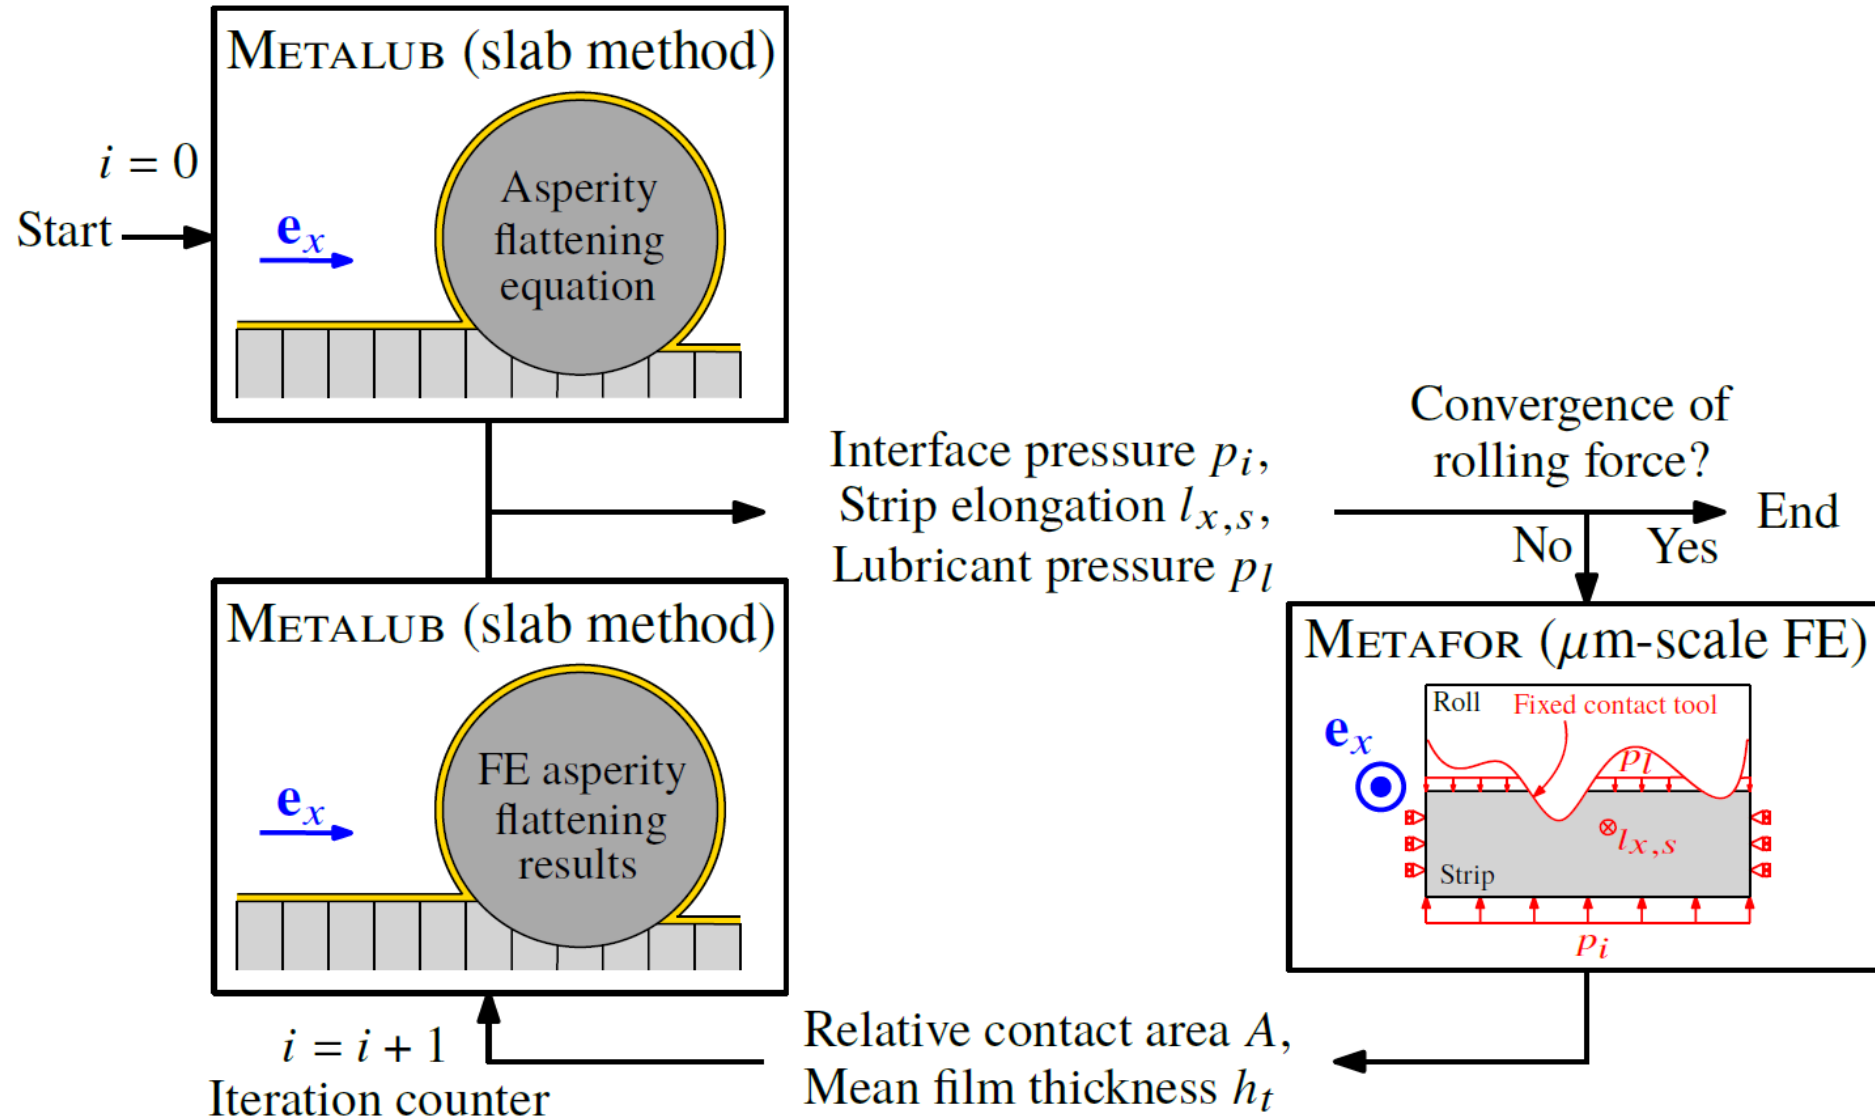 METALUB (slab method)
i = 0
Start
e_x
Asperity
flattening
equation
Interface pressure p_i,
Strip elongation l_{x,s},
Lubricant pressure p_l
Convergence of
rolling force?
End
No
Yes
METAFOR (μm-scale FE)
Roll
Fixed contact tool
e_x
p_l
l_{x,s}
Strip
p_i
Relative contact area A,
Mean film thickness h_t
METALUB (slab method)
e_x
FE asperity
flattening
results
i = i + 1
Iteration counter